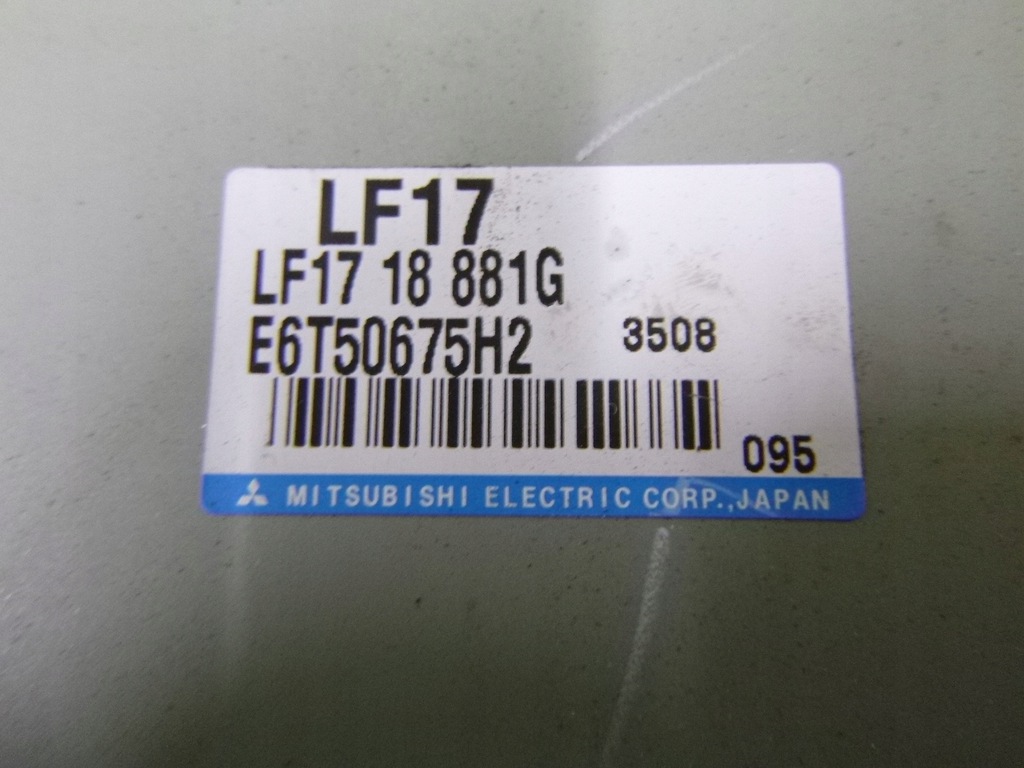 LF17
LF17 18 881G
E6T50675H2 3508
095
MITSUBISHI ELECTRIC CORP.,JAPAN